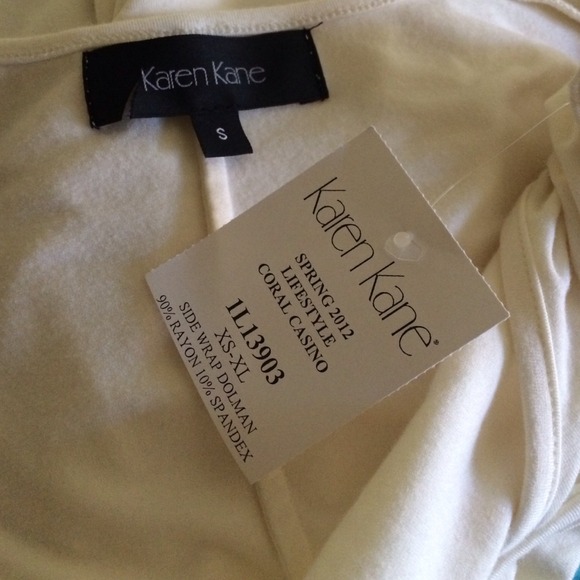 Karen Kane
S
Karen Kane®
SPRING 2012
LIFESTYLE
CORAL CASINO
1L13903
XS-XL
SIDE WRAP DOLMAN
90% RAYON 10% SPANDEX